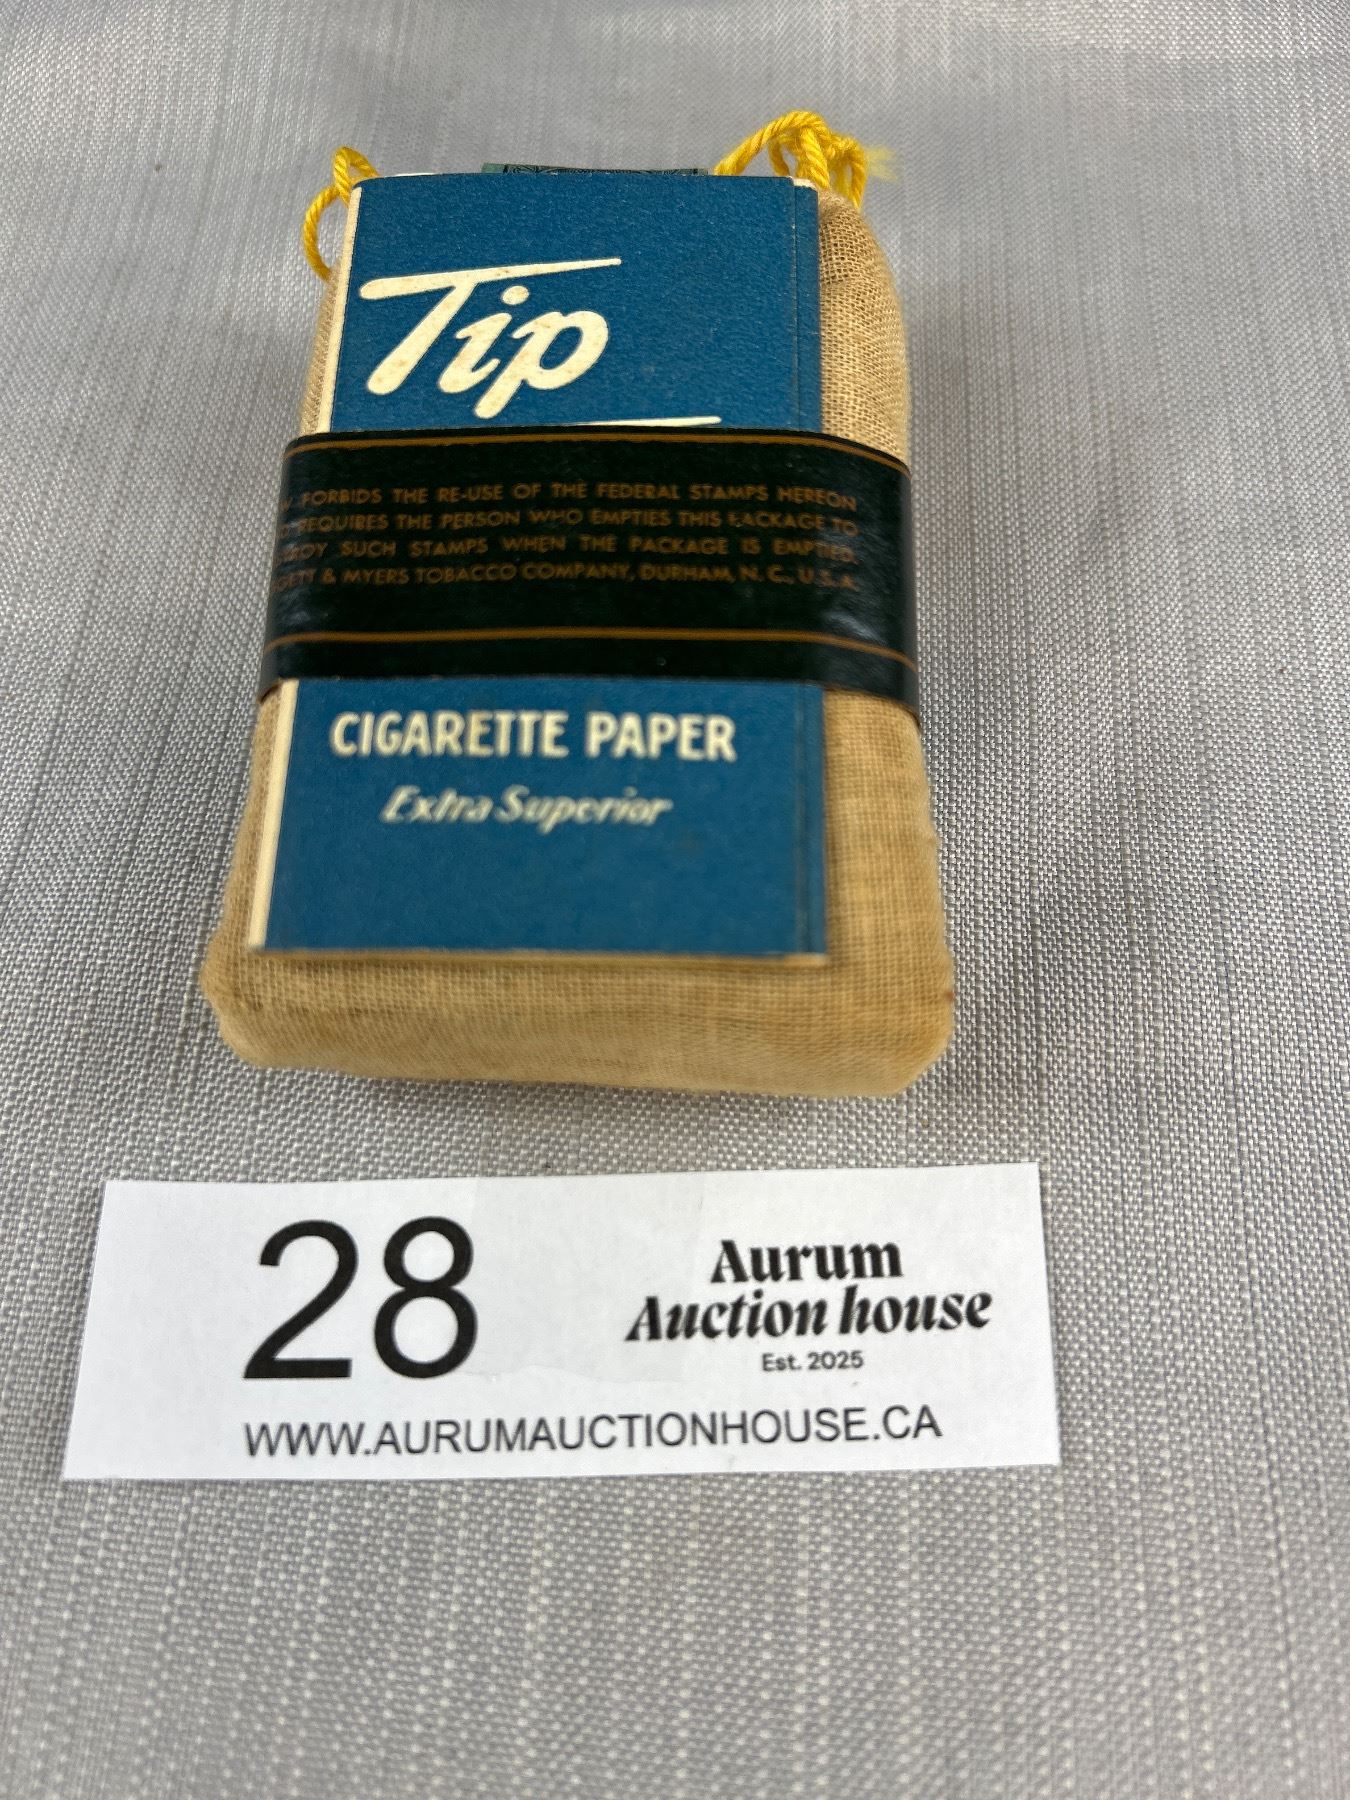 Tip
FORBIDS THE RE-USE OF THE FEDERAL STAMPS HEREON
REQUIRES THE PERSON WHO EMPTIES THIS PACKAGE TO
SUCH STAMPS WHEN THE PACKAGE IS EMPTIED.
& MYERS TOBACCO COMPANY, DURHAM, N. C., U.S.A.
CIGARETTE PAPER
Extra Superior
28
Aurum
Auction house
Est. 2025
WWW.AURUMAUCTIONHOUSE.CA